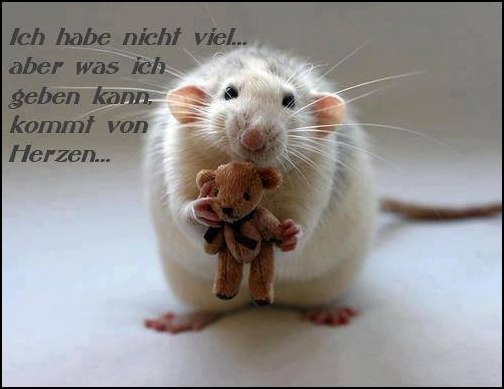 Ich habe nicht viel...
aber was ich
geben kann,
kommt von
Herzen...